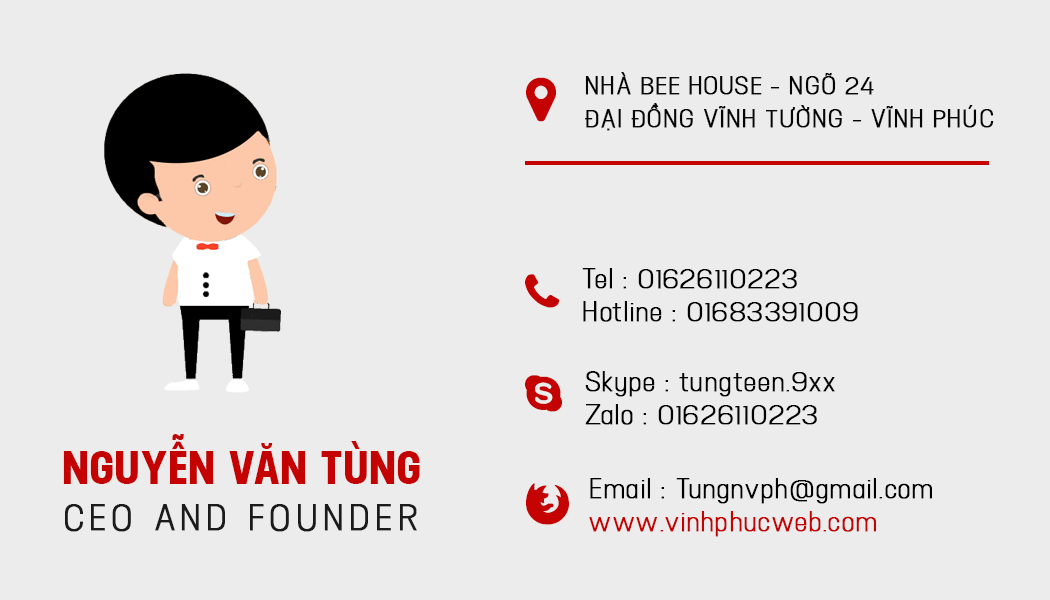 NHÀ BEE HOUSE - NGÕ 24
ĐẠI ĐỒNG VĨNH TƯỜNG - VĨNH PHÚC
Tel : 01626110223
Hotline : 01683391009
Skype : tungteen.9xx
Zalo : 01626110223
Email : Tungnvph@gmail.com
www.vinhphucweb.com
NGUYỄN VĂN TÙNG
CEO AND FOUNDER